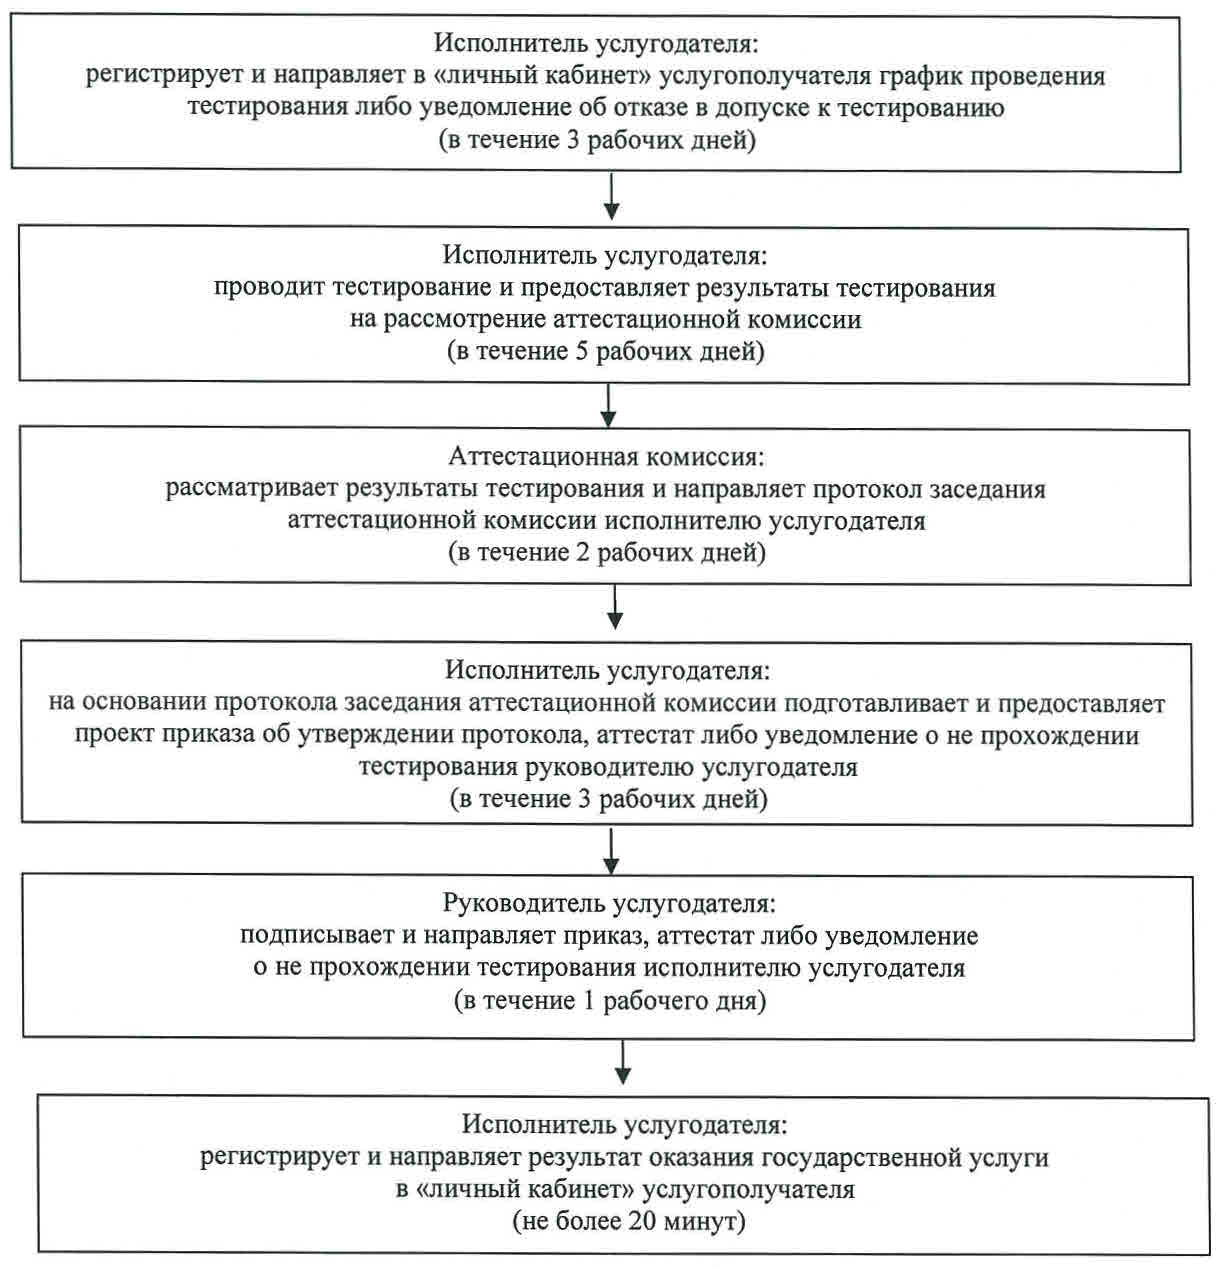 Исполнитель услугодателя:
регистрирует и направляет в «личный кабинет» услугополучателя график проведения
тестирования либо уведомление об отказе в допуске к тестированию
(в течение 3 рабочих дней)
Исполнитель услугодателя:
проводит тестирование и предоставляет результаты тестирования
на рассмотрение аттестационной комиссии
(в течение 5 рабочих дней)
Аттестационная комиссия:
рассматривает результаты тестирования и направляет протокол заседания
аттестационной комиссии исполнителю услугодателя
(в течение 2 рабочих дней)
Исполнитель услугодателя:
на основании протокола заседания аттестационной комиссии подготавливает и предоставляет
проект приказа об утверждении протокола, аттестат либо уведомление о не прохождении
тестирования руководителю услугодателя
(в течение 3 рабочих дней)
Руководитель услугодателя:
подписывает и направляет приказ, аттестат либо уведомление
о не прохождении тестирования исполнителю услугодателя
(в течение 1 рабочего дня)
Исполнитель услугодателя:
регистрирует и направляет результат оказания государственной услуги
в «личный кабинет» услугополучателя
(не более 20 минут)